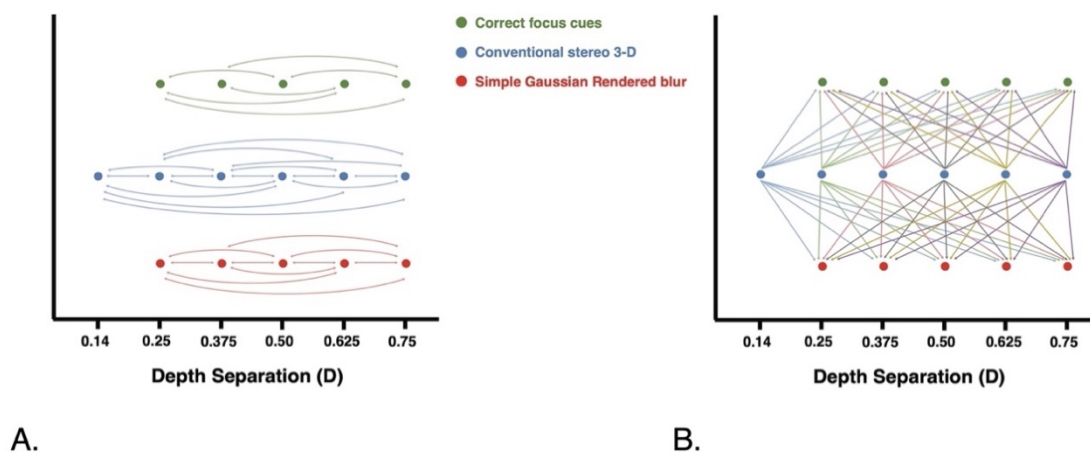 Correct focus cues
Conventional stereo 3-D
Simple Gaussian Rendered blur
0.14 0.25 0.375 0.50 0.625 0.75
Depth Separation (D)
A.
0.14 0.25 0.375 0.50 0.625 0.75
Depth Separation (D)
B.